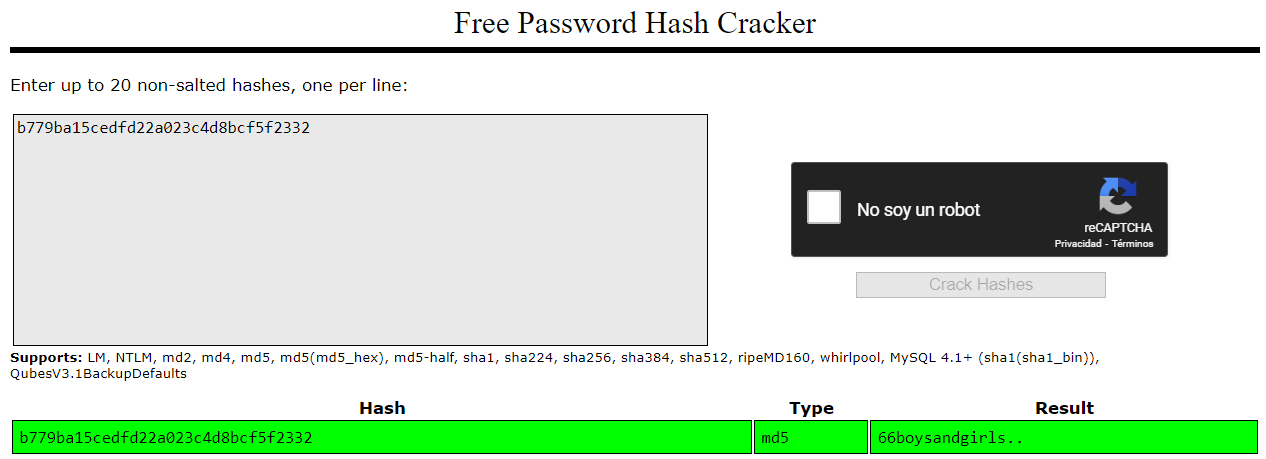 Free Password Hash Cracker
Enter up to 20 non-salted hashes, one per line:
b779ba15cedfd22a023c4d8bcf5f2332
No soy un robot
reCAPTCHA
Privacidad - Términos
Crack Hashes
Supports: LM, NTLM, md2, md4, md5, md5(md5_hex), md5-half, sha1, sha224, sha256, sha384, sha512, ripeMD160, whirlpool, MySQL 4.1+ (sha1(sha1_bin)),
QubesV3.1BackupDefaults
Hash Type Result
b779ba15cedfd22a023c4d8bcf5f2332 md5 66boysandgirls..